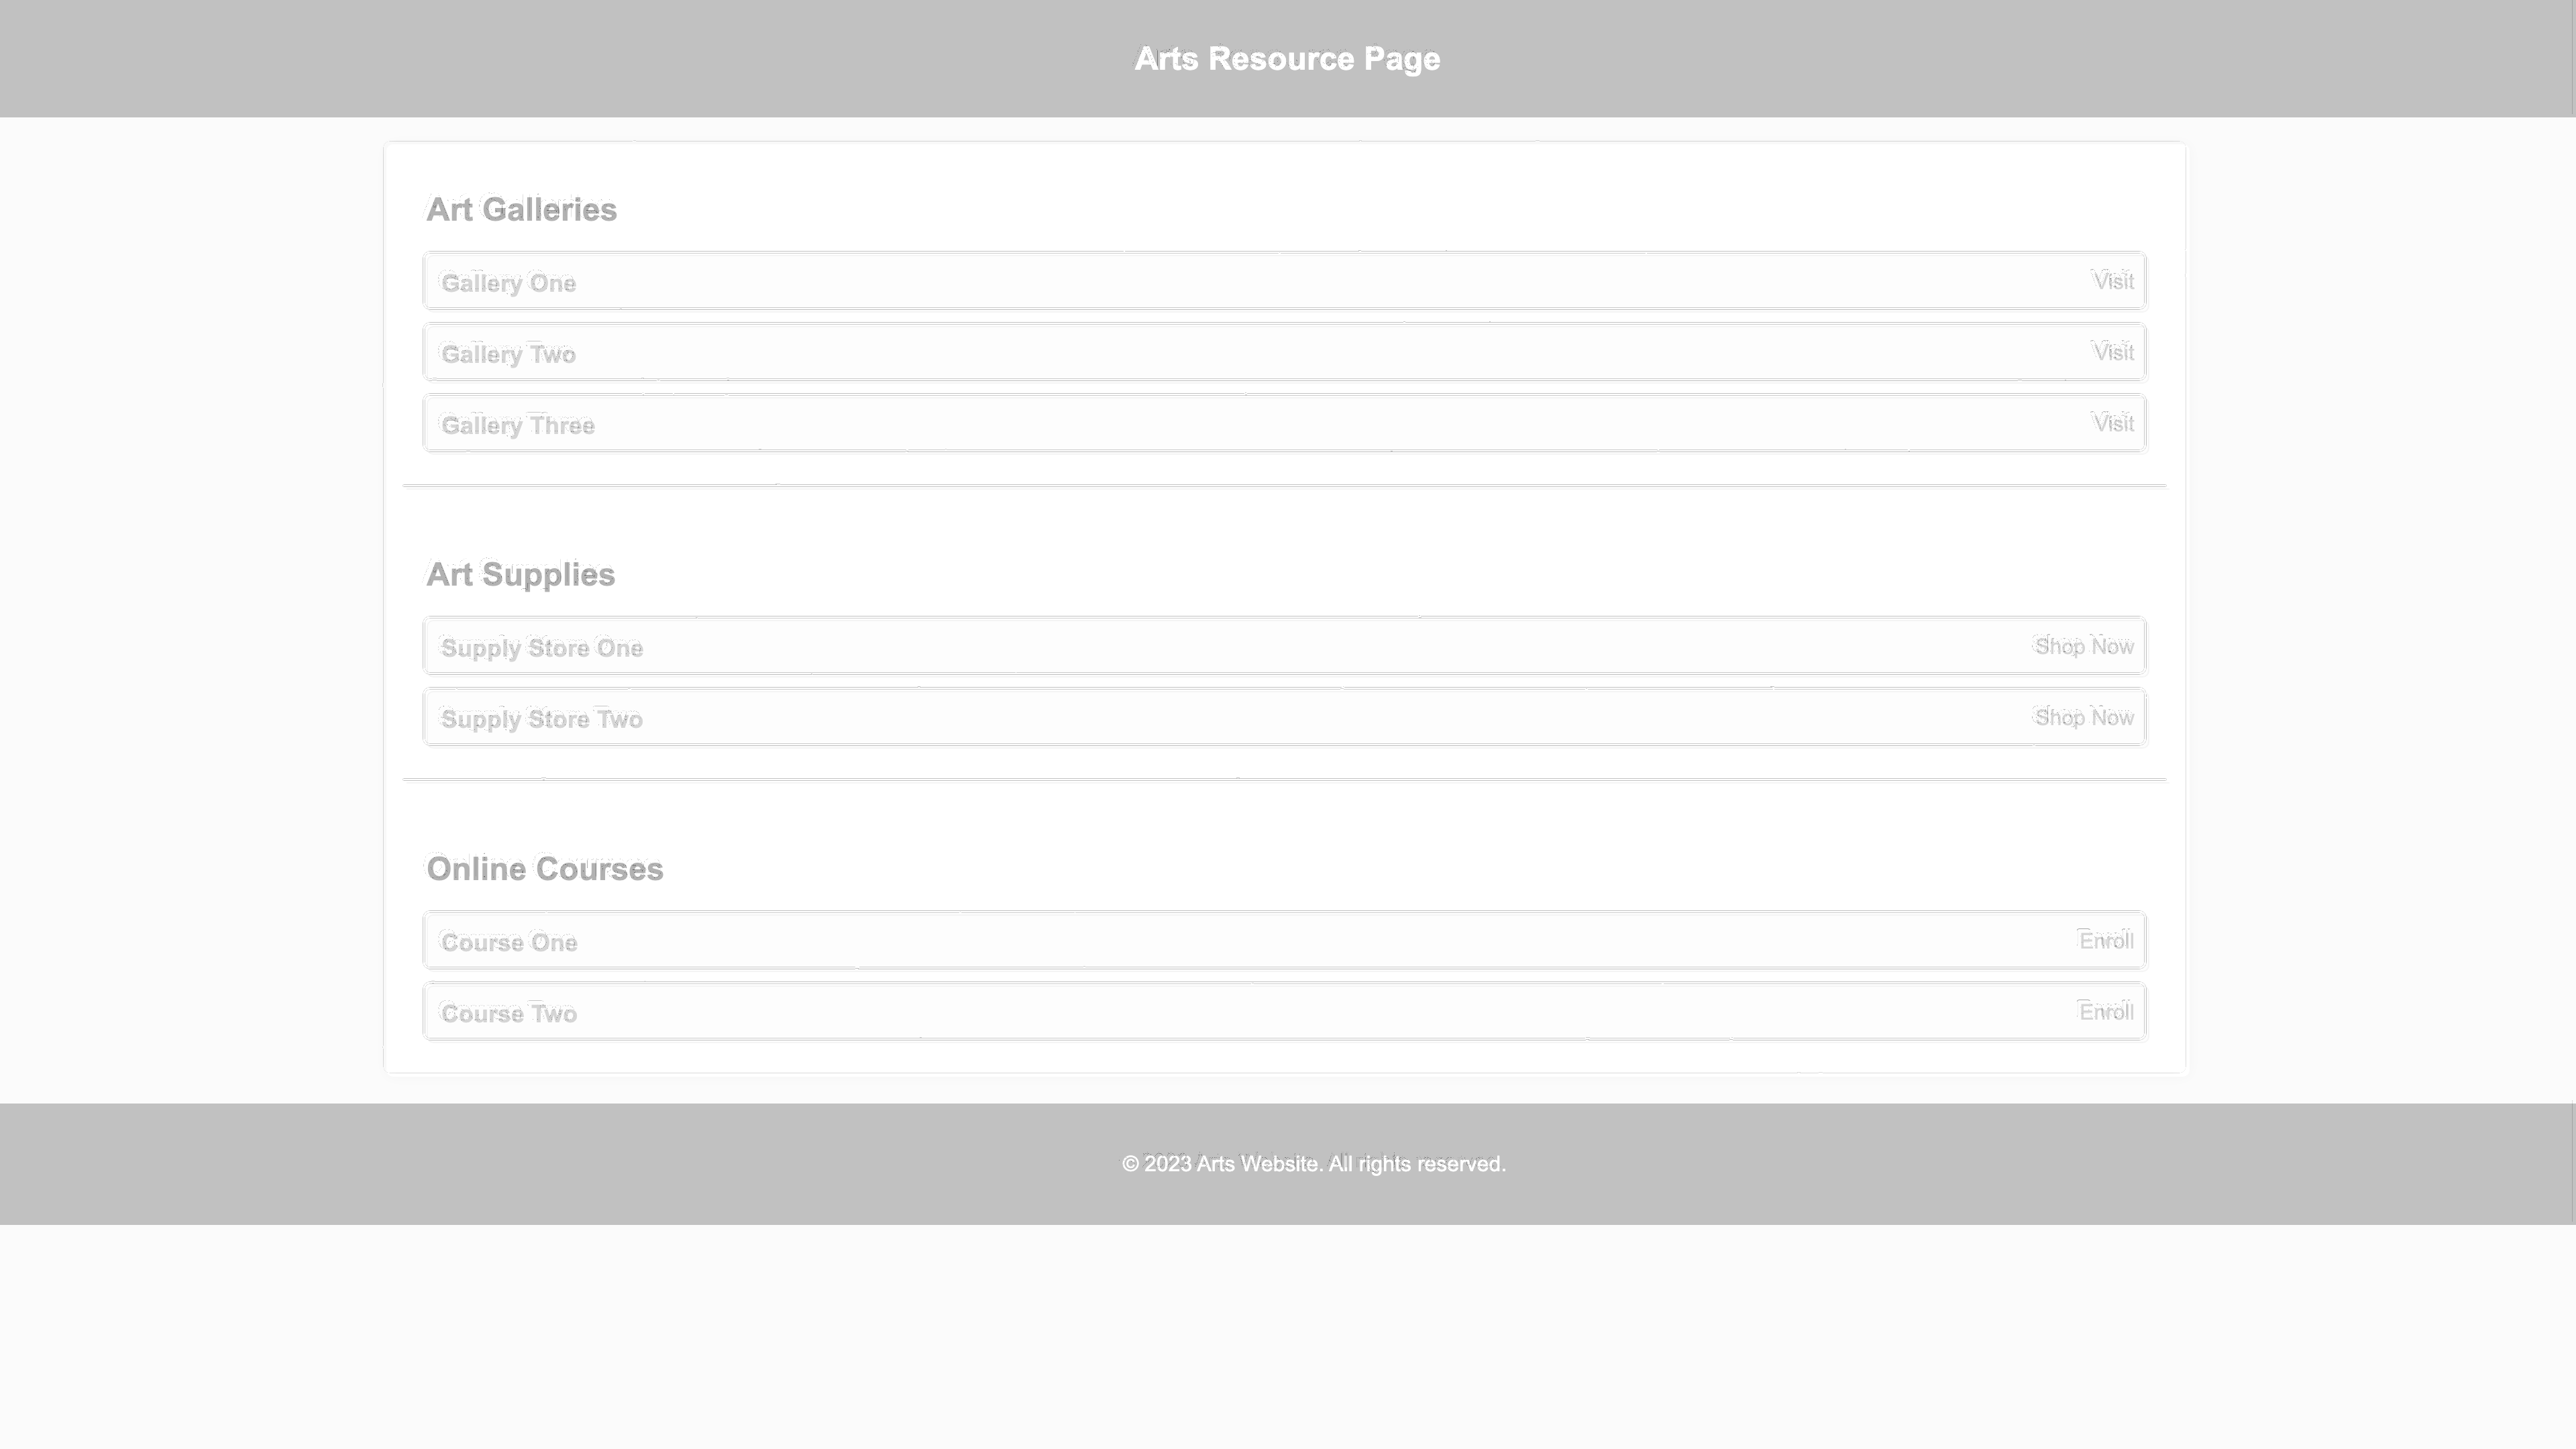 Arts Resource Page
Art Galleries
Gallery One Visit
Gallery Two Visit
Gallery Three Visit
Art Supplies
Supply Store One Shop Now
Supply Store Two Shop Now
Online Courses
Course One Enroll
Course Two Enroll
© 2023 Arts Website. All rights reserved.